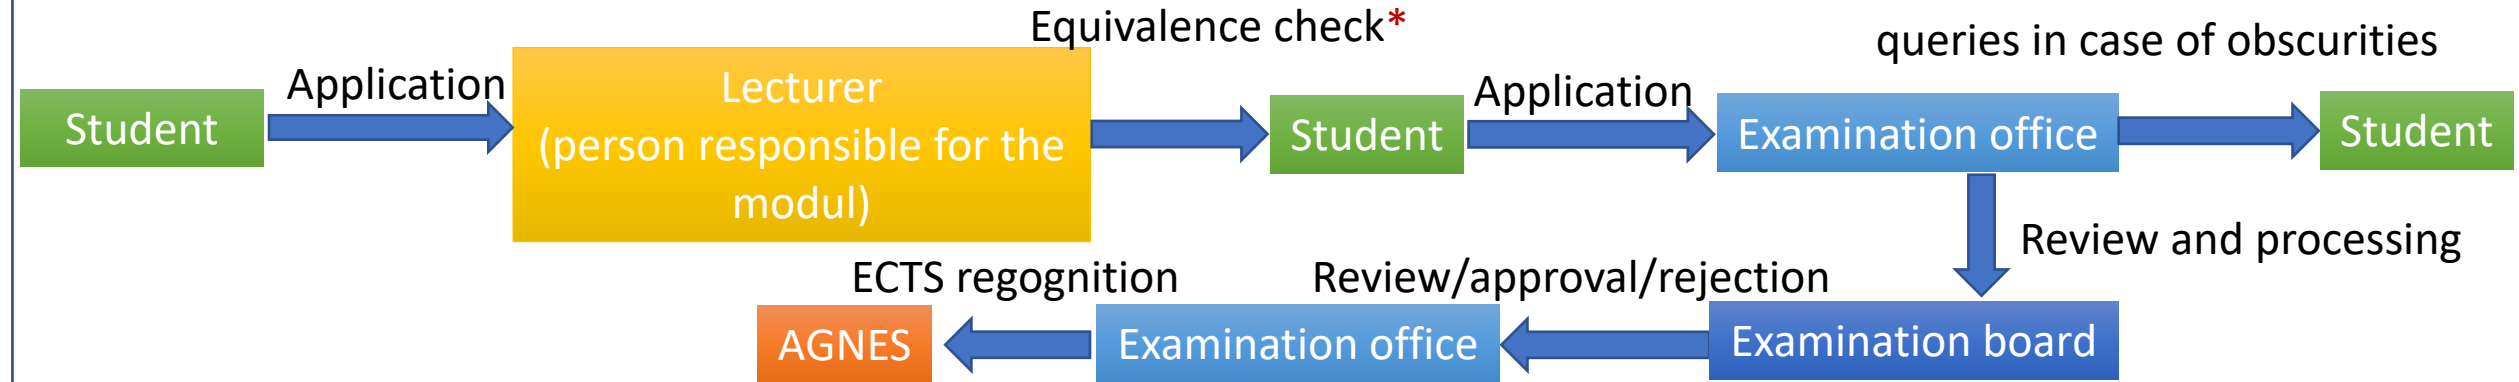 Equivalence check*
queries in case of obscurities
Student
Application
Lecturer
(person responsible for the
modul)
Student
Application
Examination office
Student
Review and processing
ECTS regognition
Review/approval/rejection
AGNES
Examination office
Examination board